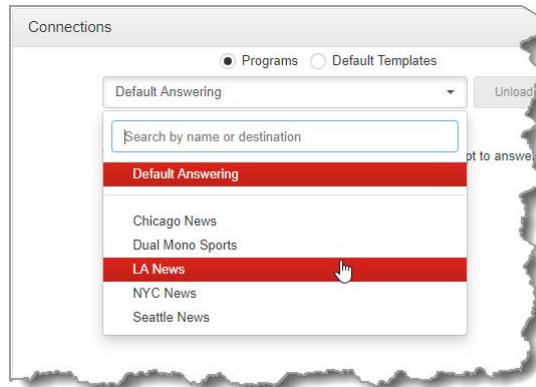 Connections
Programs Default Templates
Default Answering Unload
Search by name or destination
pt to answe
Default Answering
Chicago News
Dual Mono Sports
LA News
NYC News
Seattle News